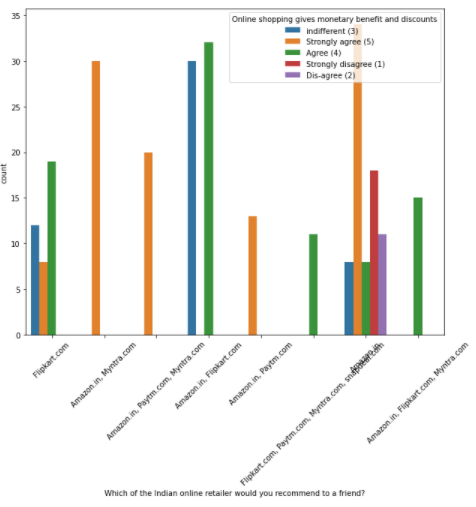 Online shopping gives monetary benefit and discounts
indifferent (3)
Strongly agree (5)
Agree (4)
Strongly disagree (1)
Dis-agree (2)
35
30
25
20
15
10
5
0
count
Flipkart.com
Amazon.in, Myntra.com
Amazon.in, Paytm.com, Myntra.com
Amazon.in, Flipkart.com
Amazon.in, Paytm.com
Flipkart.com, Paytm.com, Myntra.com, snapdeal.com
Amazon.in
Amazon.in, Flipkart.com, Myntra.com
Which of the Indian online retailer would you recommend to a friend?